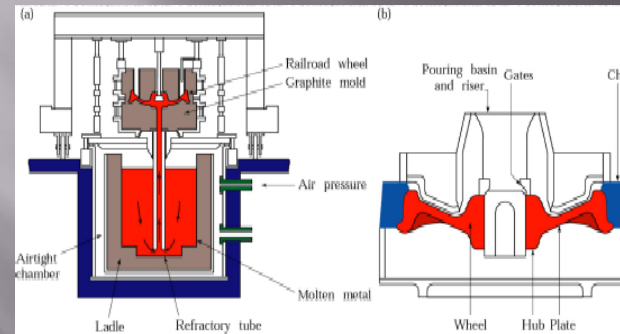 (a)
Railroad wheel
Graphite mold
Air pressure
Airtight
chamber
Molten metal
Ladle
Refractory tube
(b)
Pouring basin
and riser
Gates
Ch
Wheel
Hub
Plate